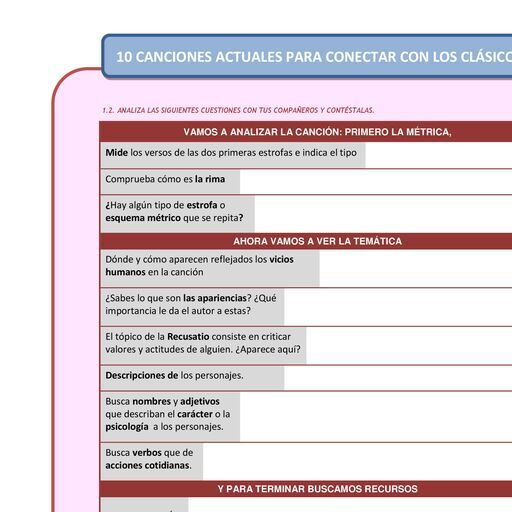 10 CANCIONES ACTUALES PARA CONECTAR CON LOS CLÁSICO
1.2. ANALIZA LAS SIGUIENTES CUESTIONES CON TUS COMPAÑEROS Y CONTÉSTALAS.
VAMOS A ANALIZAR LA CANCIÓN: PRIMERO LA MÉTRICA,
Mide los versos de las dos primeras estrofas e indica el tipo
Comprueba cómo es la rima
¿Hay algún tipo de estrofa o
esquema métrico que se repita?
AHORA VAMOS A VER LA TEMÁTICA
Dónde y cómo aparecen reflejados los vicios
humanos en la canción
¿Sabes lo que son las apariencias? ¿Qué
importancia le da el autor a estas?
El tópico de la Recusatio consiste en criticar
valores y actitudes de alguien. ¿Aparece aquí?
Descripciones de los personajes.
Busca nombres y adjetivos
que describan el carácter o la
psicología a los personajes.
Busca verbos que de
acciones cotidianas.
Y PARA TERMINAR BUSCAMOS RECURSOS